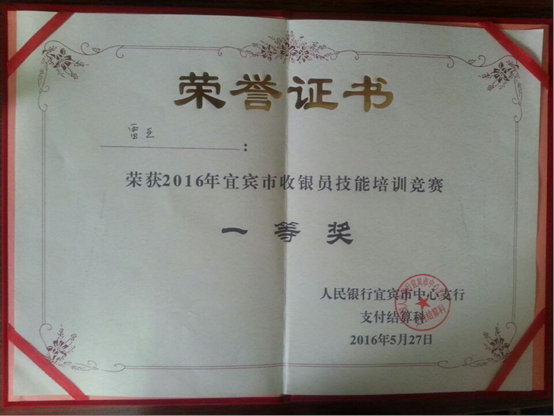 荣誉证书
雷
：
荣获2016年宜宾市收银员技能培训竞赛
一等奖
人民银行宜宾市中心支行
支付结算科
2016年5月27日